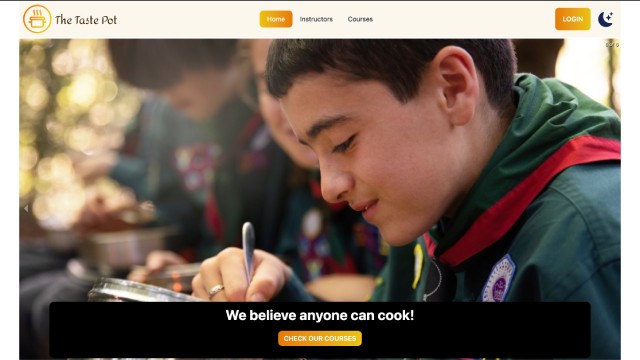 The Taste Pot
Home
Instructors
Courses
LOGIN
We believe anyone can cook!
CHECK OUR COURSES